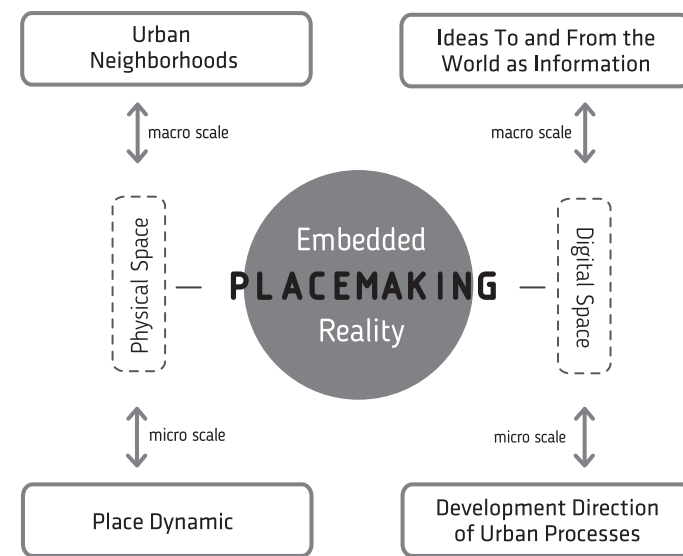 Urban
Neighborhoods
Ideas To and From the
World as Information
macro scale
macro scale
Physical Space
Embedded
PLACEMAKING
Reality
Digital Space
micro scale
micro scale
Place Dynamic
Development Direction
of Urban Processes